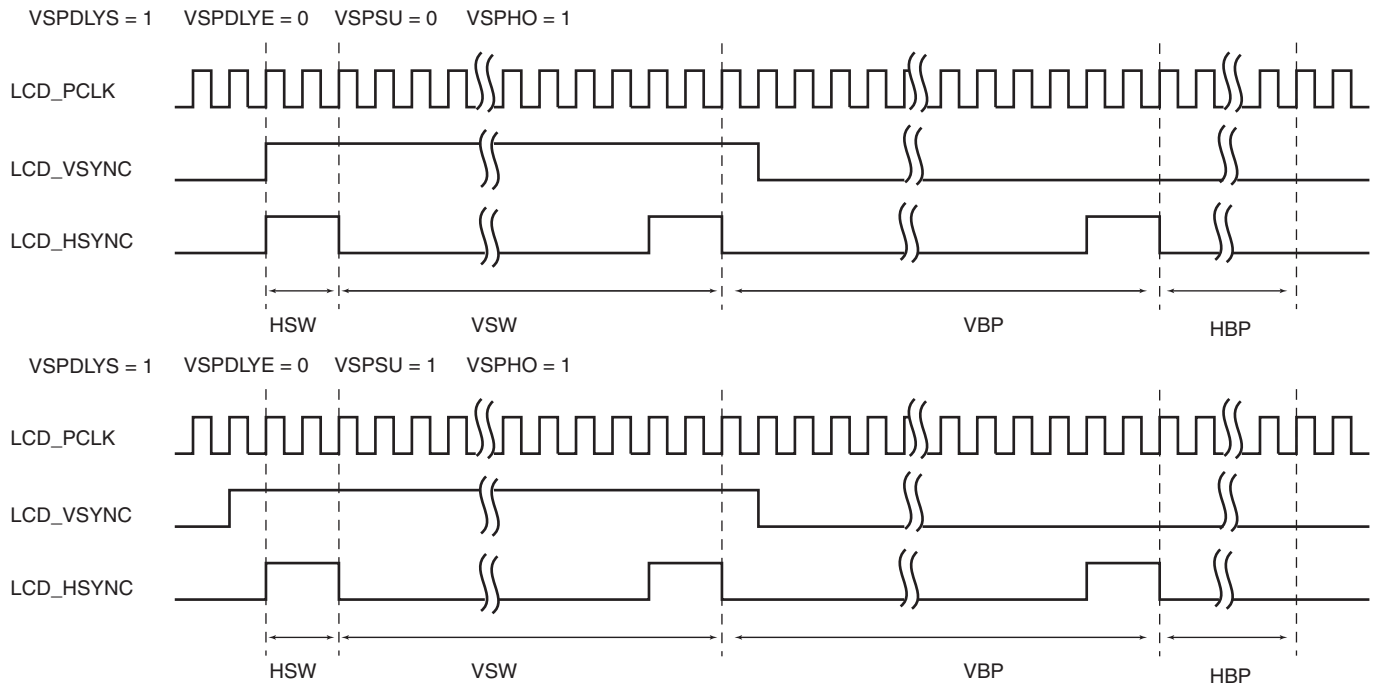 VSPDLYS = 1 VSPDLYE = 0 VSPSU = 0 VSPHO = 1
LCD_PCLK
LCD_VSYNC
LCD_HSYNC
HSW VSW VBP HBP
VSPDLYS = 1 VSPDLYE = 0 VSPSU = 1 VSPHO = 1
LCD_PCLK
LCD_VSYNC
LCD_HSYNC
HSW VSW VBP HBP